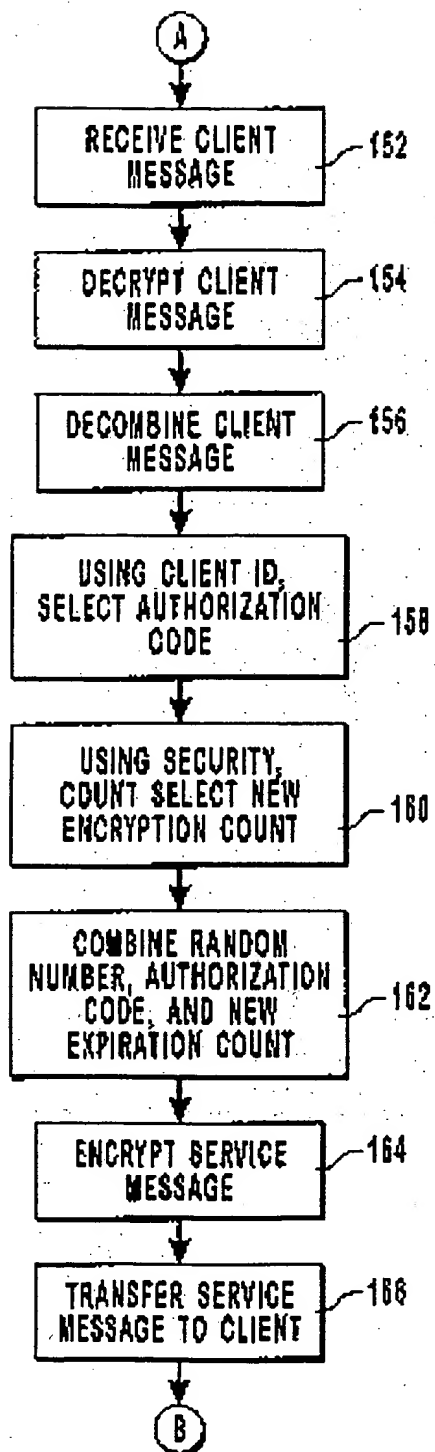 A
RECEIVE CLIENT
MESSAGE
152
DECRYPT CLIENT
MESSAGE
154
DECOMBINE CLIENT
MESSAGE
156
USING CLIENT ID,
SELECT AUTHORIZATION
CODE
158
USING SECURITY,
COUNT SELECT NEW
ENCRYPTION COUNT
160
COMBINE RANDOM
NUMBER, AUTHORIZATION
CODE, AND NEW
EXPIRATION COUNT
162
ENCRYPT SERVICE
MESSAGE
164
TRANSFER SERVICE
MESSAGE TO CLIENT
166
B